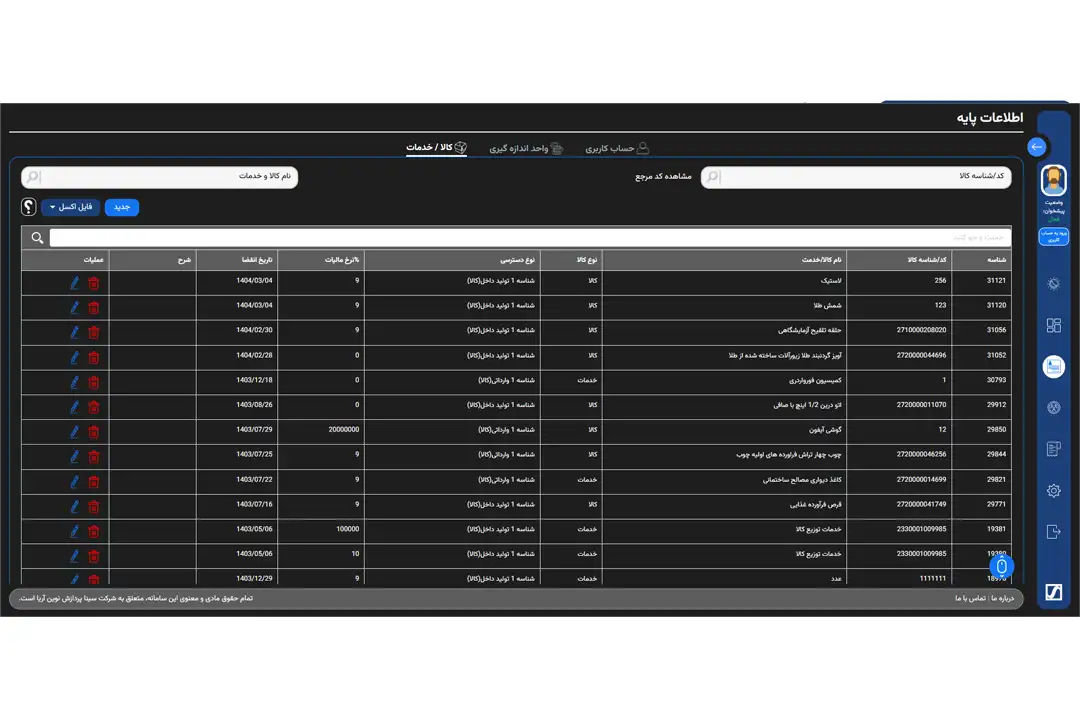 اطلاعات پایه
حساب کاربری
واحد اندازه گیری
کالا / خدمات
وضعیت پیشخوان:
فعال
ورود به حساب کاربری
کد/شناسه کالا
مشاهده کد مرجع
نام کالا و خدمات
جدید
فایل اکسل
شناسه کد/شناسه کالا نام کالا/خدمت نوع کالا نوع دسترسی %نرخ مالیات تاریخ انقضا شرح عملیات
31121 256 لاستیک کالا شناسه 1 تولید داخل(کالا) 9 1404/03/04
31120 123 شمش طلا کالا شناسه 1 تولید داخل(کالا) 9 1404/03/04
31056 2710000208020 حلقه تلقیح آزمایشگاهی کالا شناسه 1 تولید داخل(کالا) 9 1404/02/30
31052 2720000044696 آویز گردنبند طلا زیورآلات ساخته شده از طلا کالا شناسه 1 تولید داخل(کالا) 0 1404/02/28
30793 1 کمیسیون فورواردری خدمات شناسه 1 وارداتی(کالا) 0 1403/12/18
29912 2720000011070 اتو درین 1/2 اینچ با صافی کالا شناسه 1 تولید داخل(کالا) 0 1403/08/26
29850 12 گوشی آیفون کالا شناسه 1 وارداتی(کالا) 20000000 1403/07/29
29844 2720000046256 چوب چهار تراش فراورده های اولیه چوب کالا شناسه 1 وارداتی(کالا) 9 1403/07/25
29821 2720000014699 کاغذ دیواری مصالح ساختمانی خدمات شناسه 1 وارداتی(کالا) 9 1403/07/22
29771 2720000041749 قرص فرآورده غذایی کالا شناسه 1 تولید داخل(کالا) 9 1403/07/16
19381 2330001009985 خدمات توزیع کالا خدمات شناسه 1 تولید داخل(کالا) 100000 1403/05/06
19380 2330001009985 خدمات توزیع کالا خدمات شناسه 1 تولید داخل(کالا) 10 1403/05/06
1111111 عدد خدمات شناسه 1 تولید داخل(کالا) 9 1403/12/29
درباره ما | تماس با ما
تمام حقوق مادی و معنوی این سامانه، متعلق به شرکت سینا پردازش نوین آریا است.